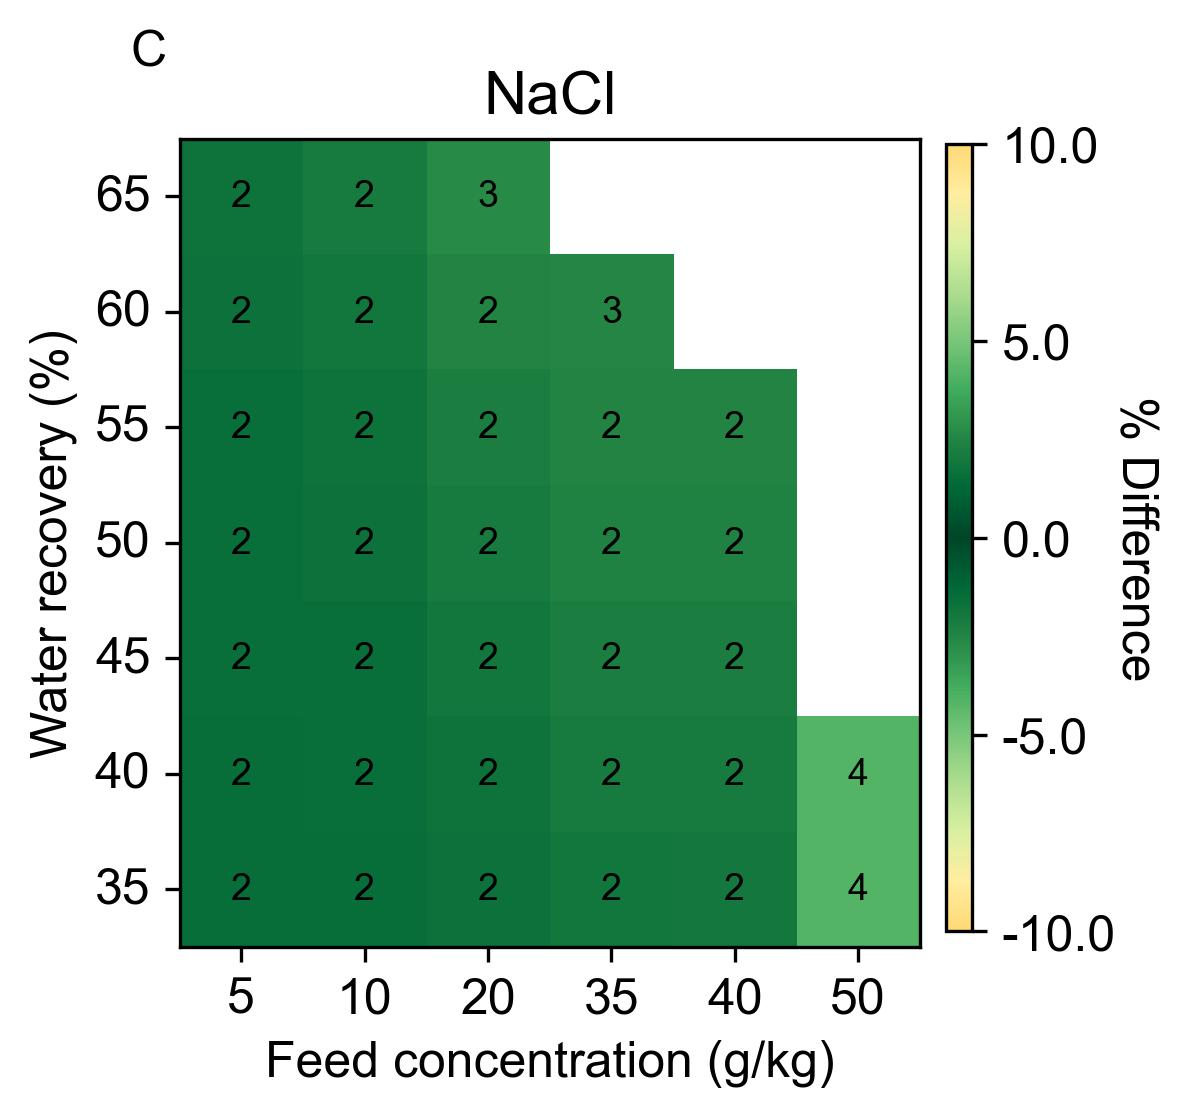 C
NaCl
65 2 2 3
60 2 2 2 3
55 2 2 2 2 2
50 2 2 2 2 2
45 2 2 2 2 2
40 2 2 2 2 2 4
35 2 2 2 2 2 4
5 10 20 35 40 50
Feed concentration (g/kg)
Water recovery (%)
10.0
5.0
0.0
-5.0
-10.0
% Difference